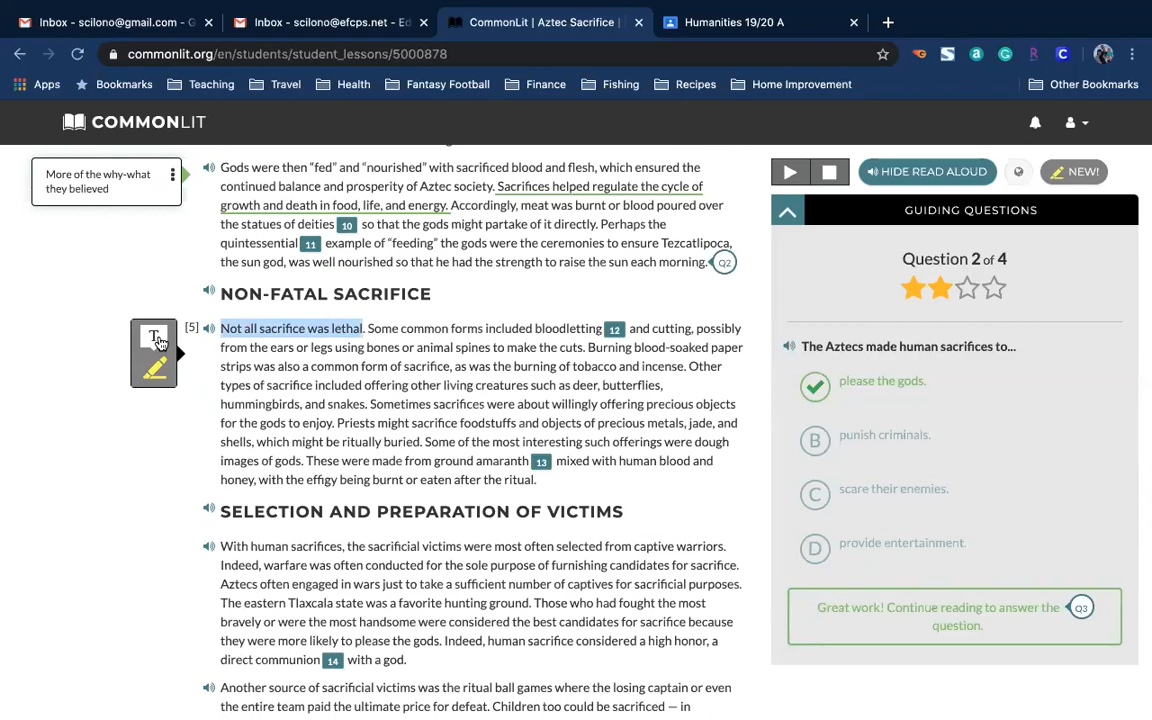 Inbox - scilono@gmail.com - G
Inbox - scilono@efcps.net - Ed
CommonLit | Aztec Sacrifice |
Humanities 19/20 A
commonlit.org/en/students/student_lessons/5000878
Apps
Bookmarks
Teaching
Travel
Health
Fantasy Football
Finance
Fishing
Recipes
Home Improvement
Other Bookmarks
COMMONLIT
More of the why-what
they believed
Gods were then “fed” and “nourished” with sacrificed blood and flesh, which ensured the
continued balance and prosperity of Aztec society. Sacrifices helped regulate the cycle of
growth and death in food, life, and energy. Accordingly, meat was burnt or blood poured over
the statues of deities 10 so that the gods might partake of it directly. Perhaps the
quintessential 11 example of “feeding” the gods were the ceremonies to ensure Tezcatlipoca,
the sun god, was well nourished so that he had the strength to raise the sun each morning. Q2
NON-FATAL SACRIFICE
T
[5] Not all sacrifice was lethal. Some common forms included bloodletting 12 and cutting, possibly
from the ears or legs using bones or animal spines to make the cuts. Burning blood-soaked paper
strips was also a common form of sacrifice, as was the burning of tobacco and incense. Other
types of sacrifice included offering other living creatures such as deer, butterflies,
hummingbirds, and snakes. Sometimes sacrifices were about willingly offering precious objects
for the gods to enjoy. Priests might sacrifice foodstuffs and objects of precious metals, jade, and
shells, which might be ritually buried. Some of the most interesting such offerings were dough
images of gods. These were made from ground amaranth 13 mixed with human blood and
honey, with the effigy being burnt or eaten after the ritual.
SELECTION AND PREPARATION OF VICTIMS
With human sacrifices, the sacrificial victims were most often selected from captive warriors.
Indeed, warfare was often conducted for the sole purpose of furnishing candidates for sacrifice.
Aztecs often engaged in wars just to take a sufficient number of captives for sacrificial purposes.
The eastern Tlaxcala state was a favorite hunting ground. Those who had fought the most
bravely or were the most handsome were considered the best candidates for sacrifice because
they were more likely to please the gods. Indeed, human sacrifice considered a high honor, a
direct communion 14 with a god.
Q3
Another source of sacrificial victims was the ritual ball games where the losing captain or even
the entire team paid the ultimate price for defeat. Children too could be sacrificed — in
HIDE READ ALOUD
NEW!
GUIDING QUESTIONS
Question 2 of 4
The Aztecs made human sacrifices to...
please the gods.
B punish criminals.
C scare their enemies.
D provide entertainment.
Great work! Continue reading to answer the
question.